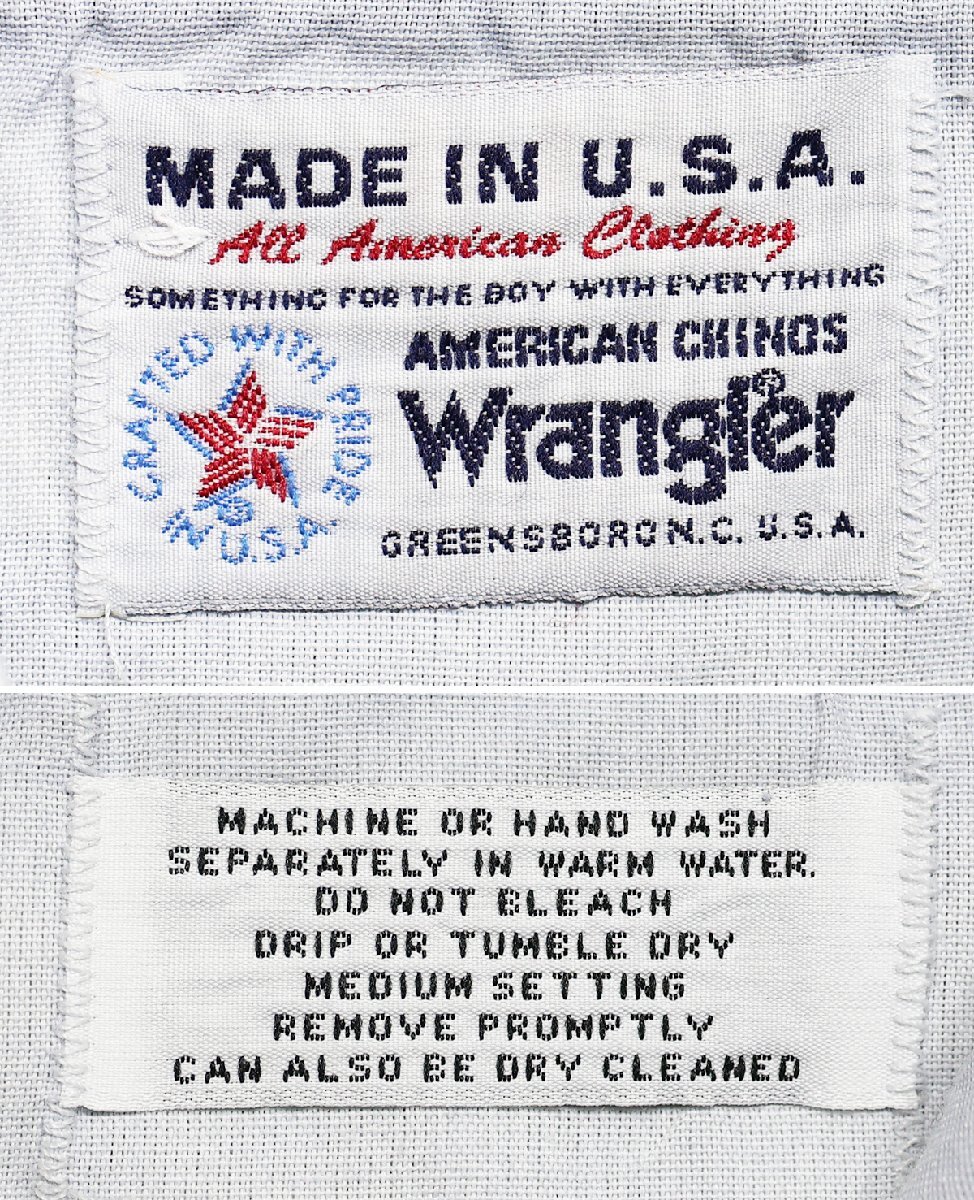 MADE IN U.S.A.
All American Clothing
SOMETHING FOR THE BOY WITH EVERYTHING
CRAFTED WITH PRIDE
IN U.S.A.
®
AMERICAN CHINOS
Wrangler®
GREENSBORO N.C. U.S.A.
MACHINE OR HAND WASH
SEPARATELY IN WARM WATER.
DO NOT BLEACH
DRIP OR TUMBLE DRY
MEDIUM SETTING
REMOVE PROMPTLY
CAN ALSO BE DRY CLEANED